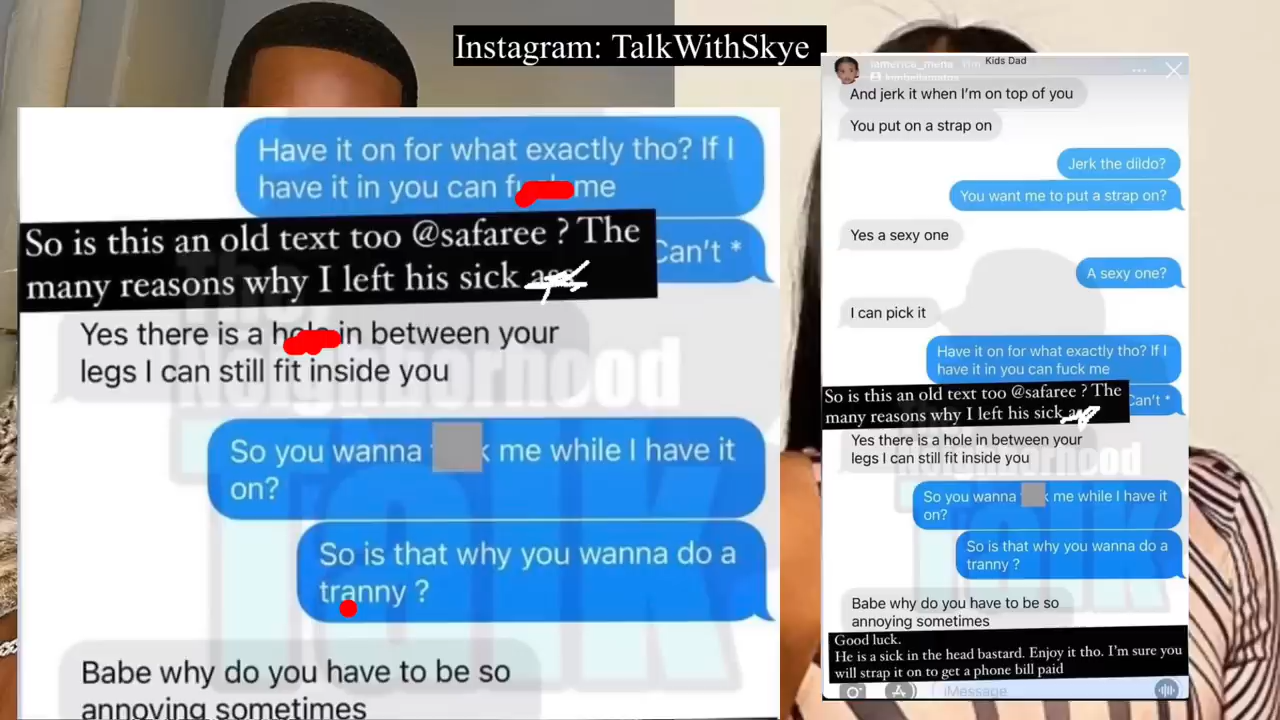 Instagram: TalkWithSkye
Have it on for what exactly tho? If I
have it in you can f me
So is this an old text too @safaree ? The
many reasons why I left his sick
Can't *
Yes there is a hole in between your
legs I can still fit inside you
So you wanna k me while I have it
on?
So is that why you wanna do a
tranny ?
Babe why do you have to be so
annoying sometimes
The
Neighborhood
TALK
Kids Dad
iamerica_mena
And jerk it when I'm on top of you
You put on a strap on
Jerk the dildo?
You want me to put a strap on?
Yes a sexy one
A sexy one?
I can pick it
Have it on for what exactly tho? If I
have it in you can fuck me
So is this an old text too @safaree ? The
many reasons why I left his sick
Can't *
Yes there is a hole in between your
legs I can still fit inside you
So you wanna k me while I have it
on?
So is that why you wanna do a
tranny ?
Babe why do you have to be so
annoying sometimes
Good luck.
He is a sick in the head bastard. Enjoy it tho. I'm sure you
will strap it on to get a phone bill paid
iMessage